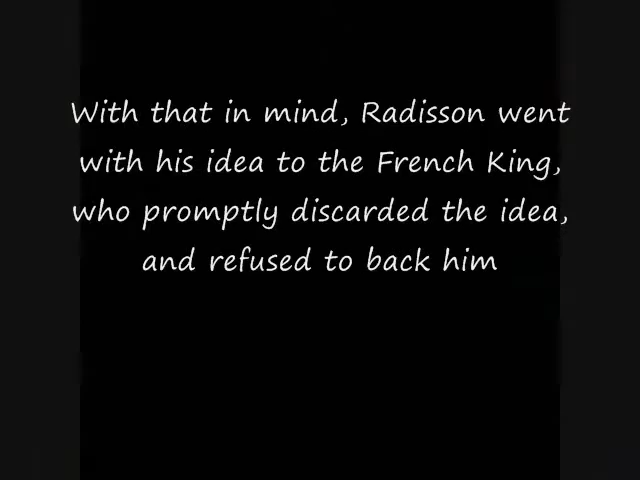 With that in mind, Radisson went
with his idea to the French King,
who promptly discarded the idea,
and refused to back him